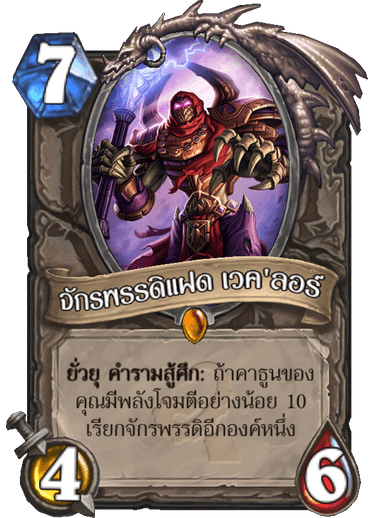 7
จักรพรรดิแฝด เวค'ลอร์
ยั่วยุ คำรามสู้ศึก: ถ้าคาธูนของ
คุณมีพลังโจมตีอย่างน้อย 10
เรียกจักรพรรดิอีกองค์หนึ่ง
4
6